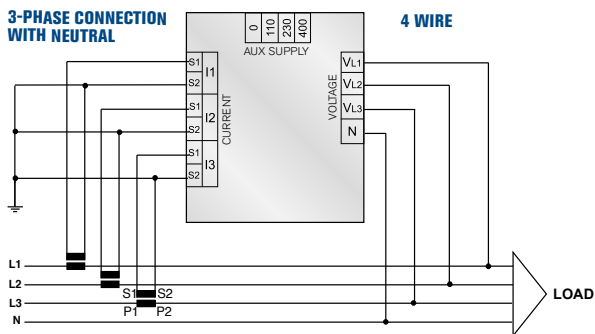 3-PHASE CONNECTION
WITH NEUTRAL
4 WIRE
0
110
230
400
AUX SUPPLY
S1
I1
S2
S1
I2
S2
S1
I3
S2
CURRENT
VOLTAGE
VL1
VL2
VL3
N
L1
L2
L3
N
S1 S2
P1 P2
LOAD